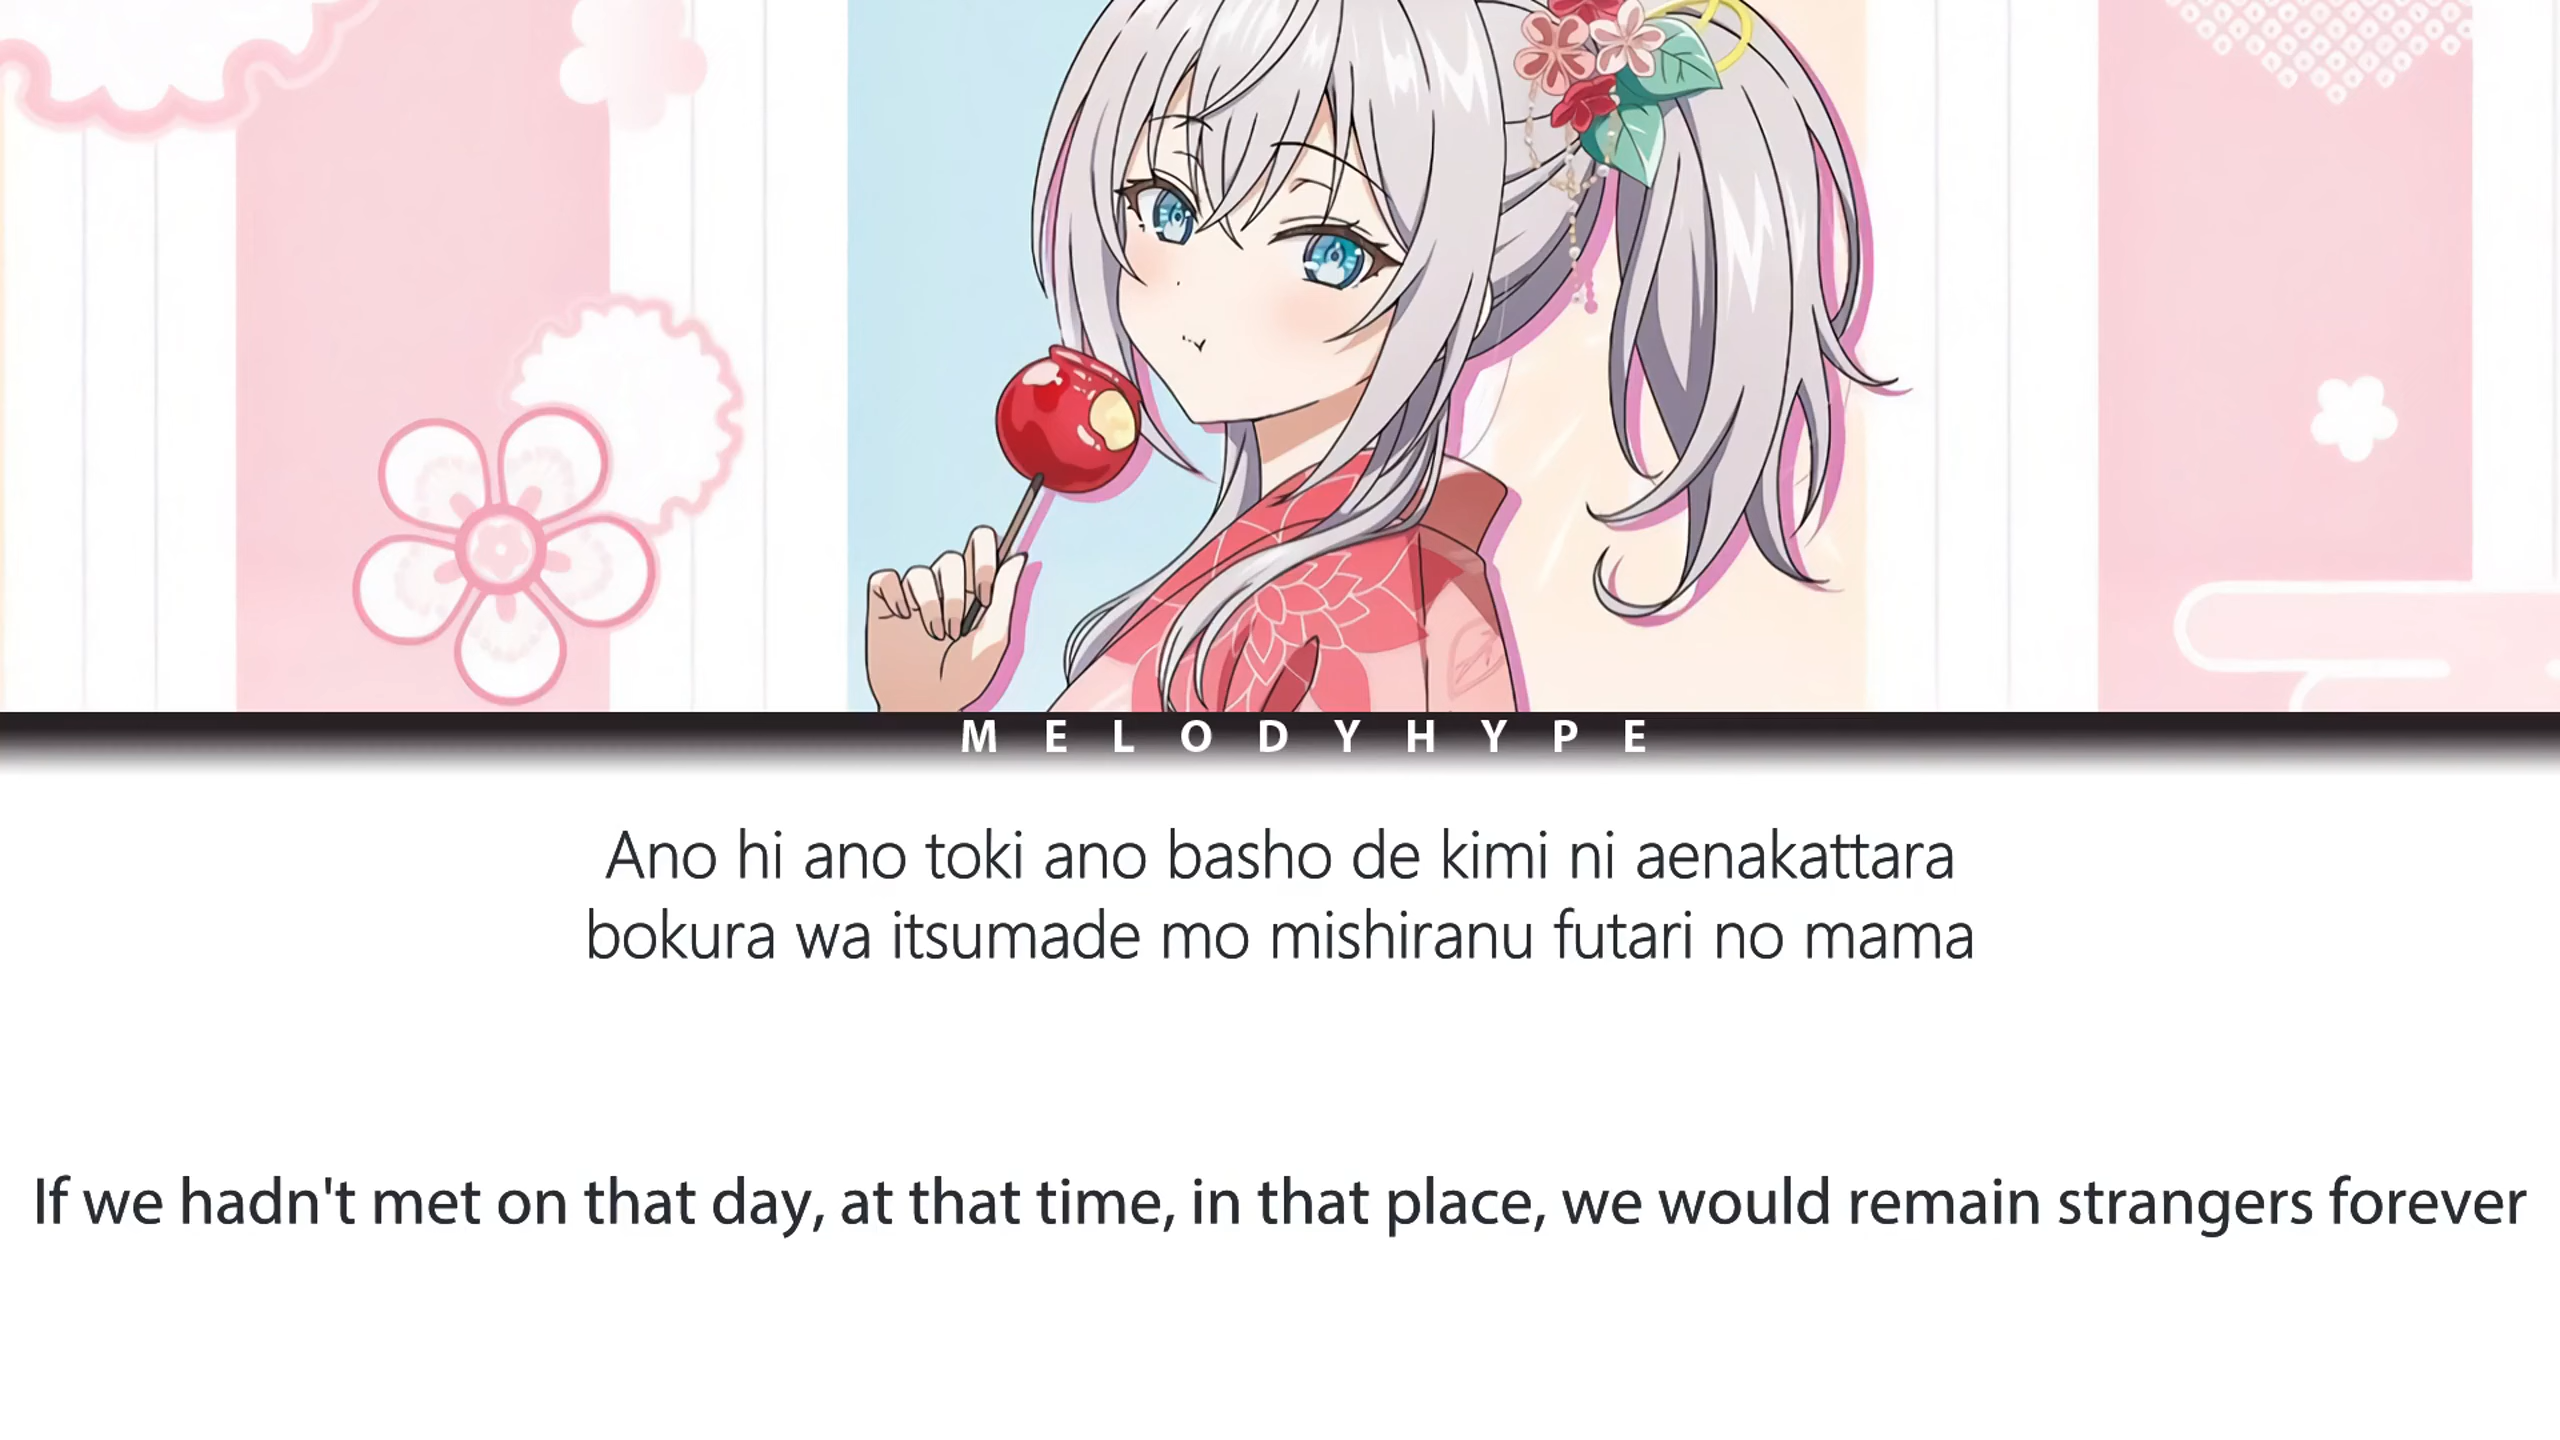 MELODYHYPE
Ano hi ano toki ano basho de kimi ni aenakattara
bokura wa itsumade mo mishiranu futari no mama
If we hadn't met on that day, at that time, in that place, we would remain strangers forever